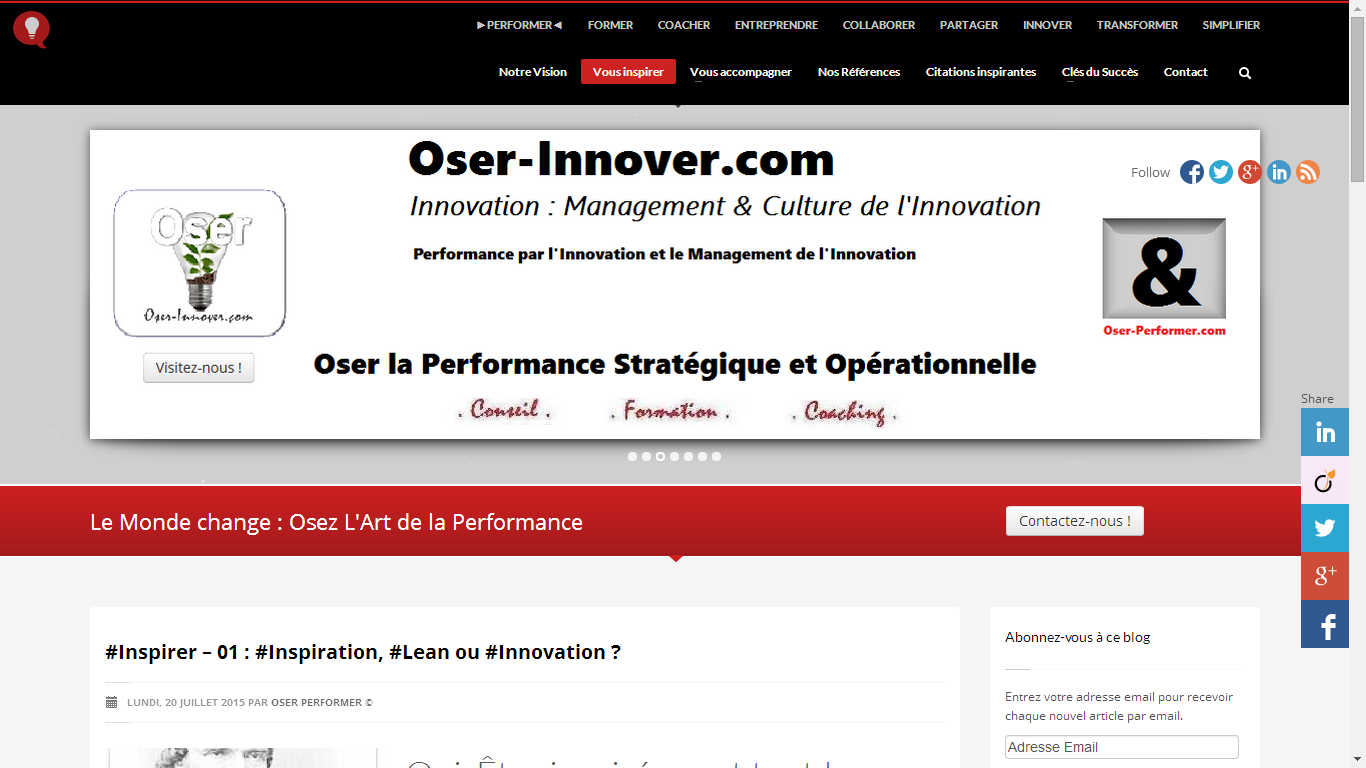 ►PERFORMER◄ FORMER COACHER ENTREPRENDRE COLLABORER PARTAGER INNOVER TRANSFORMER SIMPLIFIER
Notre Vision Vous inspirer Vous accompagner Nos Références Citations inspirantes Clés du Succès Contact
Oser-Innover.com
Follow
Innovation : Management & Culture de l'Innovation
Oser
Performance par l'Innovation et le Management de l'Innovation
&
Oser-Innover.com
Oser-Performer.com
Visitez-nous !
Oser la Performance Stratégique et Opérationnelle
. Conseil . . Formation . . Coaching .
Share
Le Monde change : Osez L'Art de la Performance
Contactez-nous !
#Inspirer – 01 : #Inspiration, #Lean ou #Innovation ?
LUNDI, 20 JUILLET 2015 PAR OSER PERFORMER ©
Abonnez-vous à ce blog
Entrez votre adresse email pour recevoir
chaque nouvel article par email.
Adresse Email